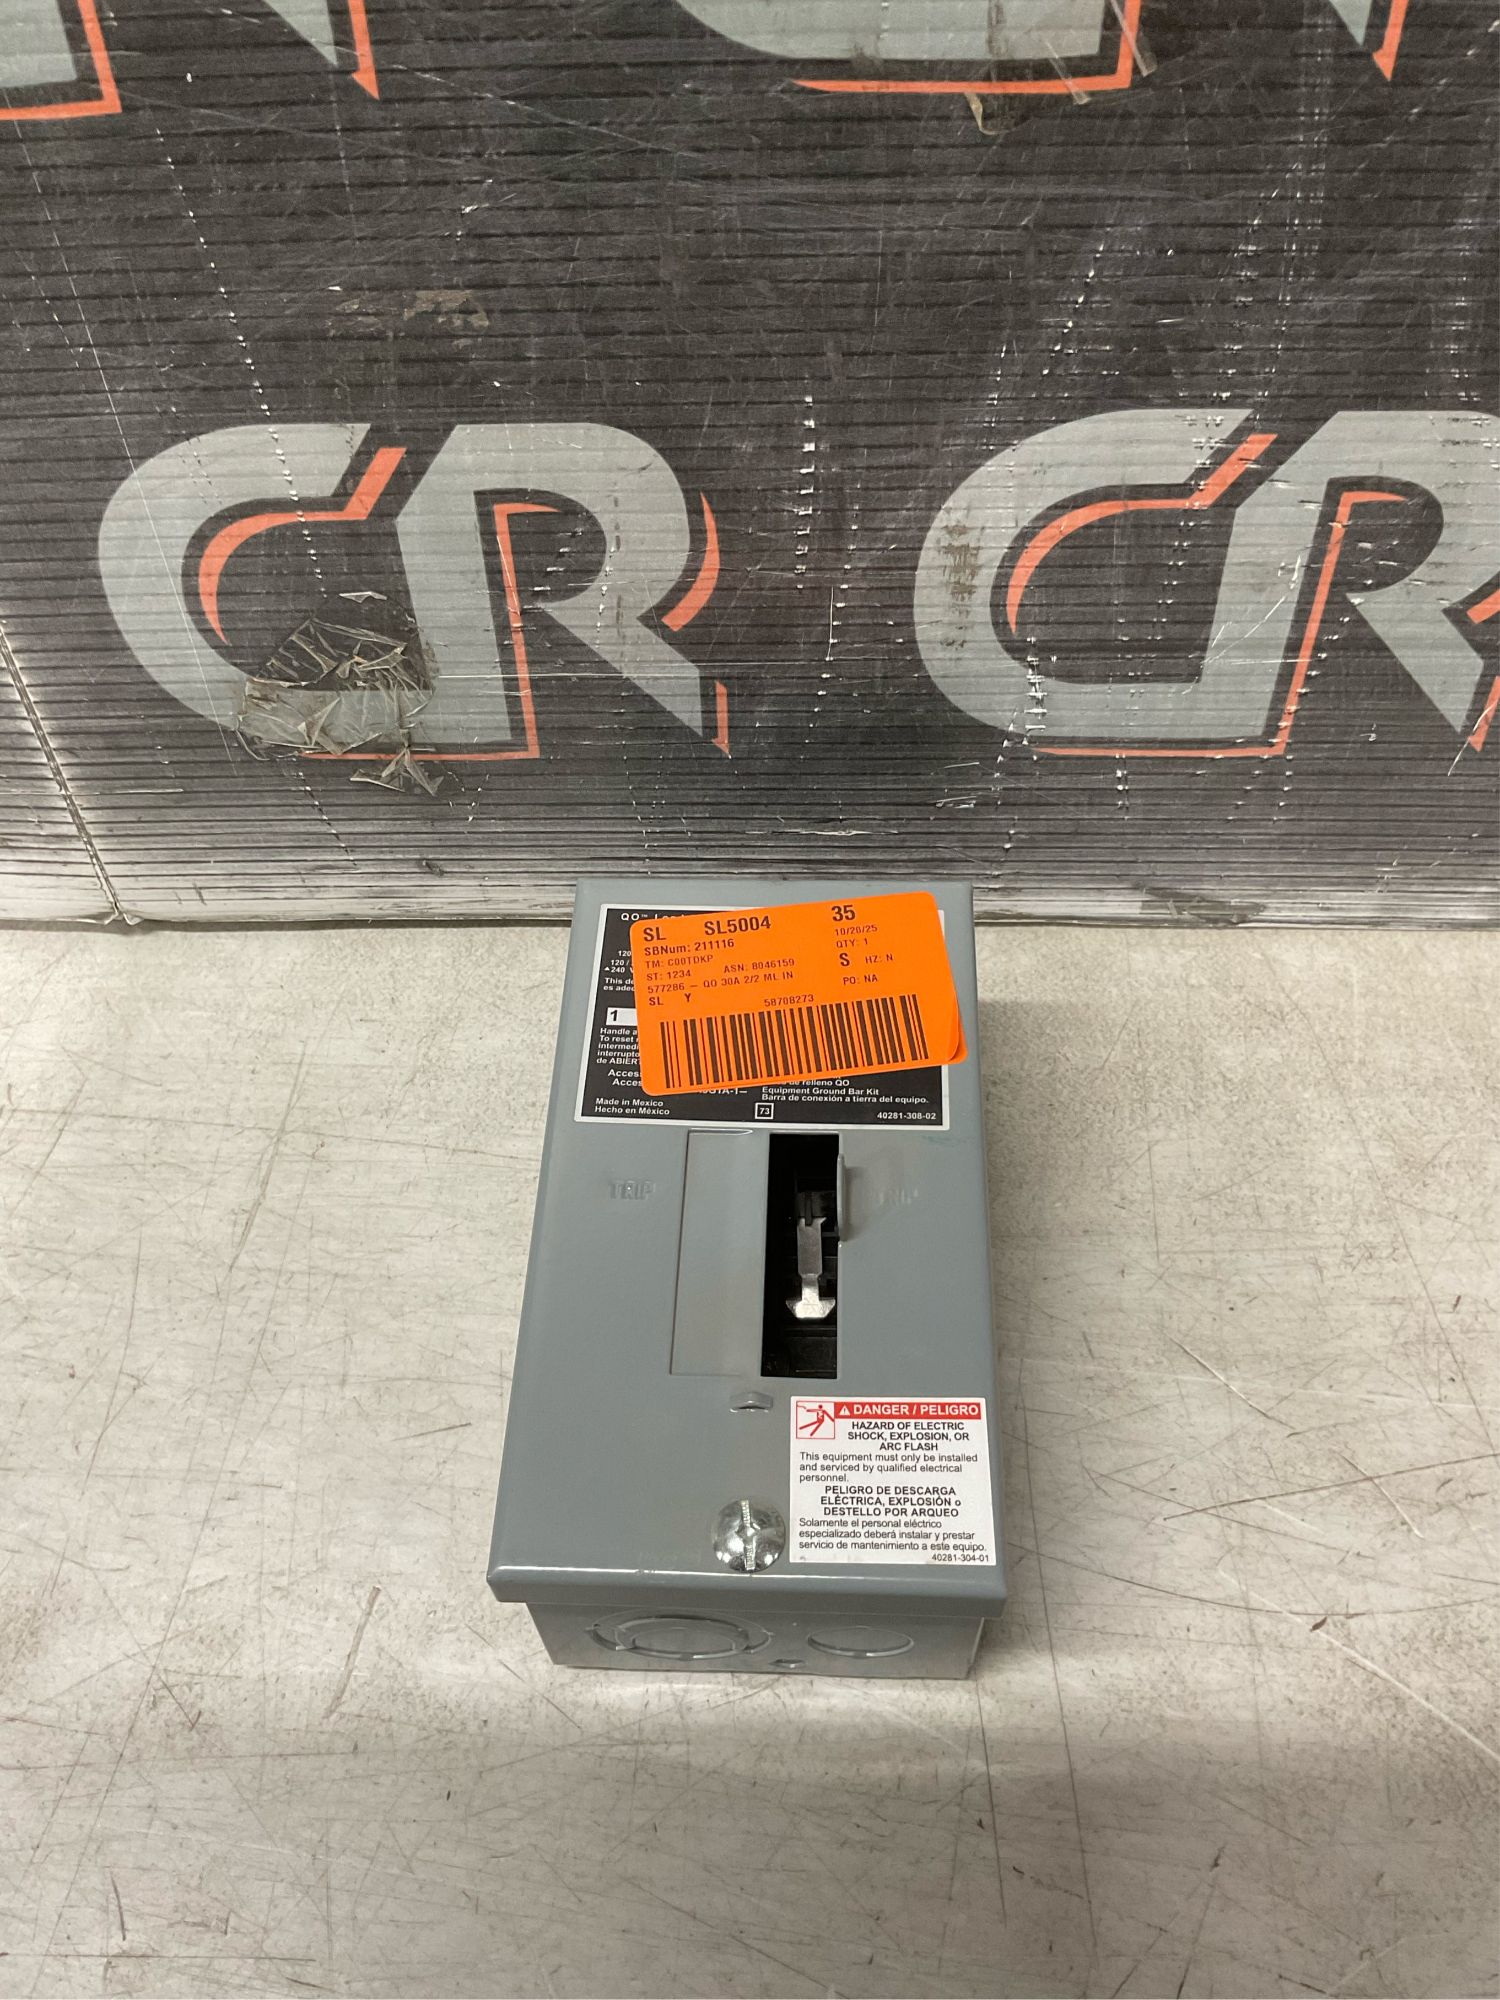 CR CR
QO™
SL SL5004 35
SBNum: 211116 10/20/25
TM: C00TDKP QTY: 1
ST: 1234 ASN: 8046159 S HZ: N
577286 – QO 30A 2/2 ML IN PO: NA
SL Y 58708273
120
120 /
240
This
es
1
Handle
To reset
interrupto
de ABIER
Acces
Acces
de relleno QO
Equipment Ground Bar Kit
Barra de conexión a tierra del equipo.
Made in Mexico
Hecho en México
73
40281-308-02
TRIP
DANGER / PELIGRO
HAZARD OF ELECTRIC
SHOCK, EXPLOSION, OR
ARC FLASH
This equipment must only be installed
and serviced by qualified electrical
personnel.
PELIGRO DE DESCARGA
ELÉCTRICA, EXPLOSIÓN o
DESTELLO POR ARQUEO
Solamente el personal eléctrico
especializado deberá instalar y prestar
servicio de mantenimiento a este equipo.
40281-304-01